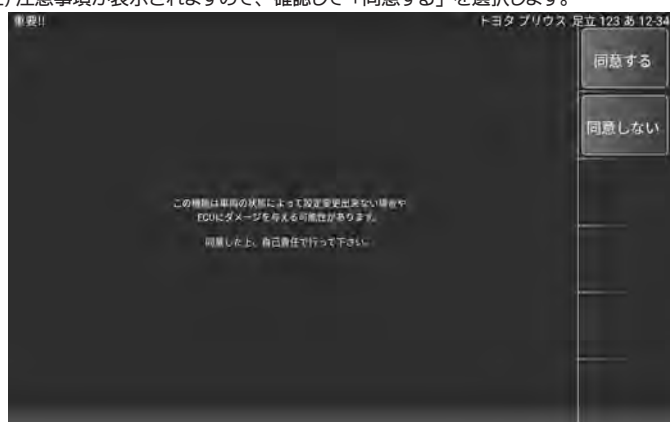 注意事項が表示されますので、確認して「同意する」を選択します。
重要!!
トヨタ プリウス 足立 123 あ 12-34
同意する
同意しない
この機能は車両の状態によって設定変更出来ない場合や
ECUにダメージを与える可能性があります。
同意した上、自己責任で行って下さい。